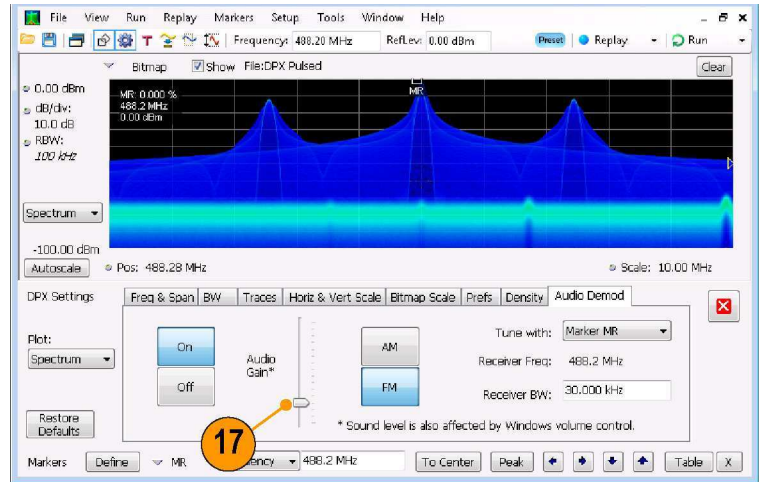 File View Run Replay Markers Setup Tools Window Help
Frequency: 488.20 MHz RefLev: 0.00 dBm Preset Replay Run
Bitmap Show File:DPX Pulsed Clear
0.00 dBm
dB/div:
10.0 dB
RBW:
100 kHz
MR: 0.000 %
488.2 MHz
0.00 dBm
MR
Spectrum
-100.00 dBm
Autoscale Pos: 488.28 MHz Scale: 10.00 MHz
DPX Settings Freq & Span BW Traces Horiz & Vert Scale Bitmap Scale Prefs Density Audio Demod
Plot:
Spectrum
Restore
Defaults
On
Off
Audio
Gain*
AM
FM
Tune with: Marker MR
Receiver Freq: 488.2 MHz
Receiver BW: 30.000 kHz
* Sound level is also affected by Windows volume control.
17
Markers Define MR 488.2 MHz To Center Peak Table X